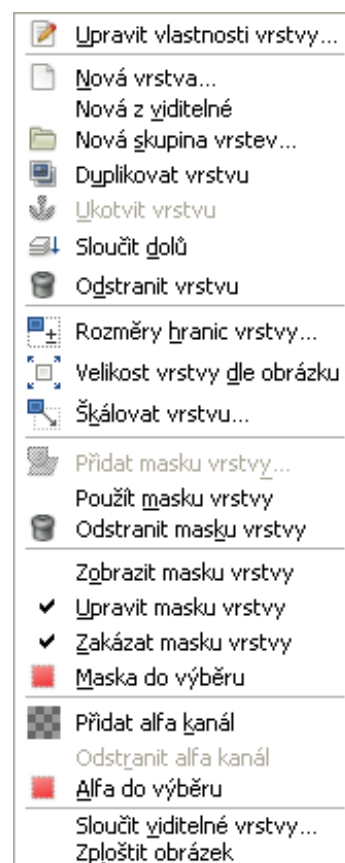 Upravit vlastnosti vrstvy...
Nová vrstva...
Nová z viditelné
Nová skupina vrstev...
Duplikovat vrstvu
Ukotvit vrstvu
Sloučit dolů
Odstranit vrstvu
Rozměry hranic vrstvy...
Velikost vrstvy dle obrázku
Škálovat vrstvu...
Přidat masku vrstvy...
Použít masku vrstvy
Odstranit masku vrstvy
Zobrazit masku vrstvy
Upravit masku vrstvy
Zakázat masku vrstvy
Maska do výběru
Přidat alfa kanál
Odstranit alfa kanál
Alfa do výběru
Sloučit viditelné vrstvy...
Zploštit obrázek